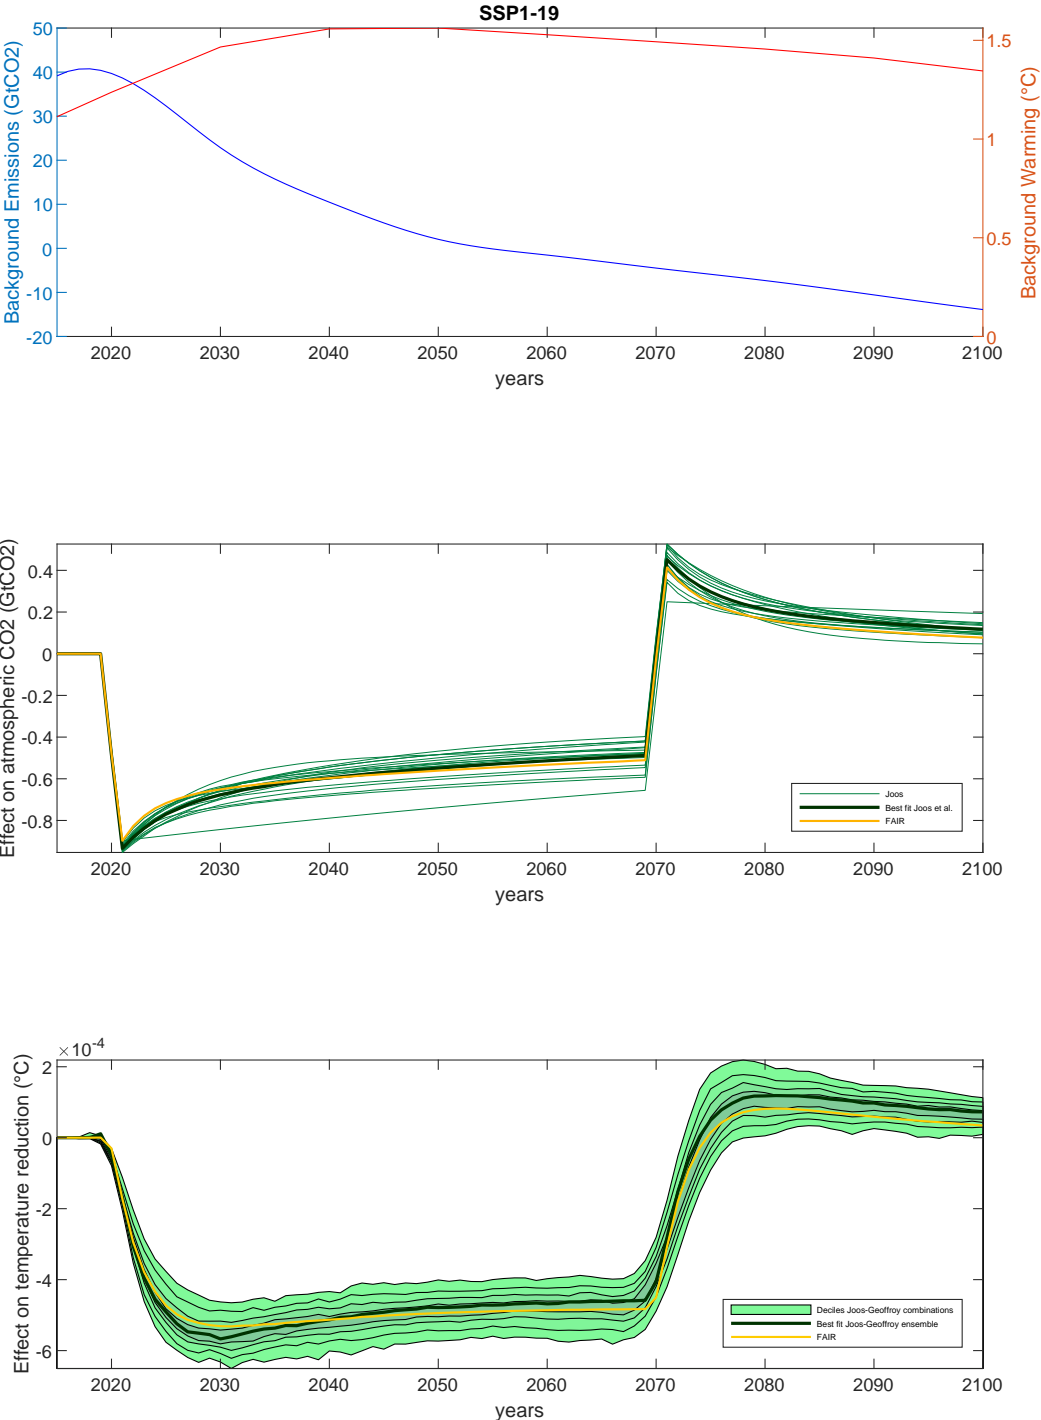 SSP1-19
Background Emissions (GtCO2)
50
40
30
20
10
0
-10
-20
1.5
1
0.5
0
Background Warming (°C)
2020 2030 2040 2050 2060 2070 2080 2090 2100
years
Effect on atmospheric CO2 (GtCO2)
0.4
0.2
0
-0.2
-0.4
-0.6
-0.8
Joos
Best fit Joos et al.
FAIR
2020 2030 2040 2050 2060 2070 2080 2090 2100
years
Effect on temperature reduction (°C)
×10-4
2
0
-2
-4
-6
Deciles Joos-Geoffroy combinations
Best fit Joos-Geoffroy ensemble
FAIR
2020 2030 2040 2050 2060 2070 2080 2090 2100
years